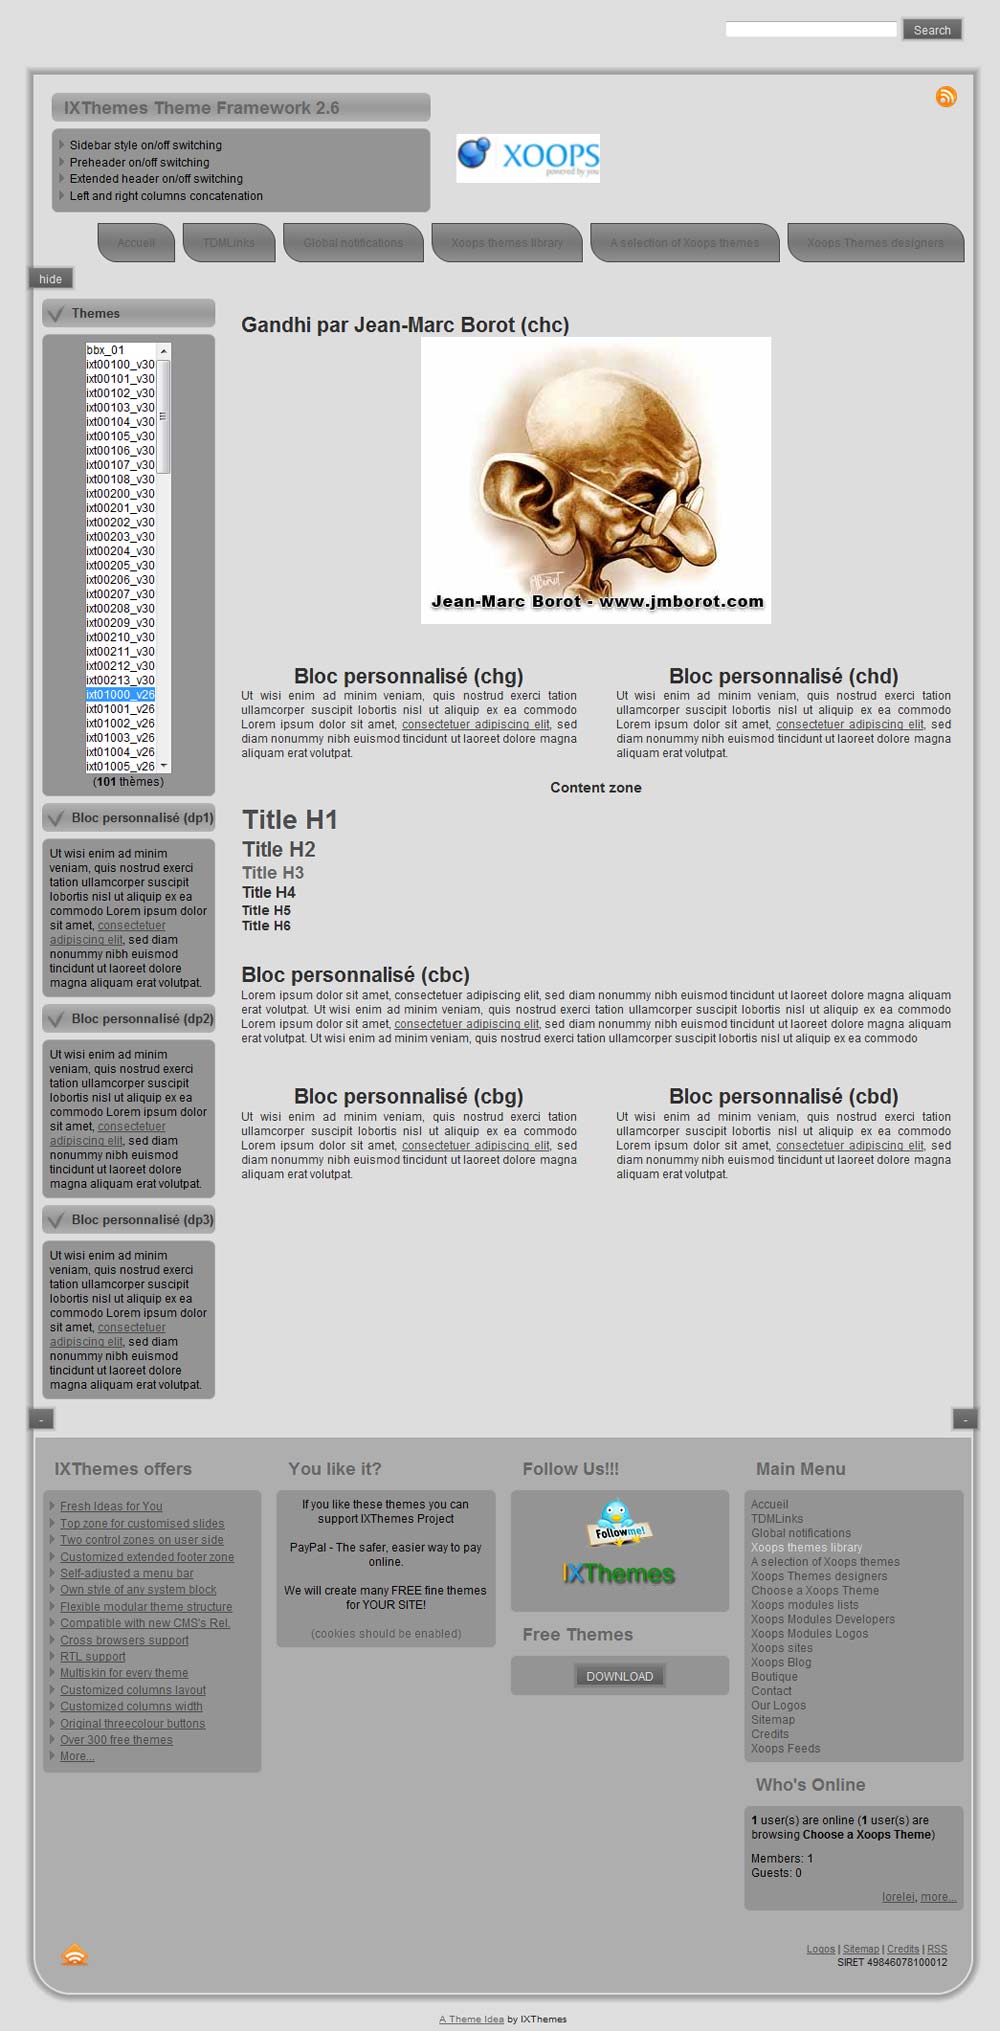 Search
IXThemes Theme Framework 2.6
Sidebar style on/off switching
Preheader on/off switching
Extended header on/off switching
Left and right columns concatenation
XOOPS
powered by you
Accueil
TDMLinks
Global notifications
Xoops themes library
A selection of Xoops themes
Xoops Themes designers
hide
Themes
bbx_01
ixt00100_v30
ixt00101_v30
ixt00102_v30
ixt00103_v30
ixt00104_v30
ixt00105_v30
ixt00106_v30
ixt00107_v30
ixt00108_v30
ixt00200_v30
ixt00201_v30
ixt00202_v30
ixt00203_v30
ixt00204_v30
ixt00205_v30
ixt00206_v30
ixt00207_v30
ixt00208_v30
ixt00209_v30
ixt00210_v30
ixt00211_v30
ixt00212_v30
ixt00213_v30
ixt01000_v26
ixt01001_v26
ixt01002_v26
ixt01003_v26
ixt01004_v26
ixt01005_v26
(101 thèmes)
Bloc personnalisé (dp1)
Ut wisi enim ad minim
veniam, quis nostrud exerci
tation ullamcorper suscipit
lobortis nisl ut aliquip ex ea
commodo Lorem ipsum dolor
sit amet, consectetuer
adipiscing elit, sed diam
nonummy nibh euismod
tincidunt ut laoreet dolore
magna aliquam erat volutpat.
Bloc personnalisé (dp2)
Ut wisi enim ad minim
veniam, quis nostrud exerci
tation ullamcorper suscipit
lobortis nisl ut aliquip ex ea
commodo Lorem ipsum dolor
sit amet, consectetuer
adipiscing elit, sed diam
nonummy nibh euismod
tincidunt ut laoreet dolore
magna aliquam erat volutpat.
Bloc personnalisé (dp3)
Ut wisi enim ad minim
veniam, quis nostrud exerci
tation ullamcorper suscipit
lobortis nisl ut aliquip ex ea
commodo Lorem ipsum dolor
sit amet, consectetuer
adipiscing elit, sed diam
nonummy nibh euismod
tincidunt ut laoreet dolore
magna aliquam erat volutpat.
Gandhi par Jean-Marc Borot (chc)
Jean-Marc Borot - www.jmborot.com
Bloc personnalisé (chg)
Ut wisi enim ad minim veniam, quis nostrud exerci tation
ullamcorper suscipit lobortis nisl ut aliquip ex ea commodo
Lorem ipsum dolor sit amet, consectetuer adipiscing elit, sed
diam nonummy nibh euismod tincidunt ut laoreet dolore magna
aliquam erat volutpat.
Bloc personnalisé (chd)
Ut wisi enim ad minim veniam, quis nostrud exerci tation
ullamcorper suscipit lobortis nisl ut aliquip ex ea commodo
Lorem ipsum dolor sit amet, consectetuer adipiscing elit, sed
diam nonummy nibh euismod tincidunt ut laoreet dolore magna
aliquam erat volutpat.
Content zone
Title H1
Title H2
Title H3
Title H4
Title H5
Title H6
Bloc personnalisé (cbc)
Lorem ipsum dolor sit amet, consectetuer adipiscing elit, sed diam nonummy nibh euismod tincidunt ut laoreet dolore magna aliquam
erat volutpat. Ut wisi enim ad minim veniam, quis nostrud exerci tation ullamcorper suscipit lobortis nisl ut aliquip ex ea commodo
Lorem ipsum dolor sit amet, consectetuer adipiscing elit, sed diam nonummy nibh euismod tincidunt ut laoreet dolore magna aliquam
erat volutpat. Ut wisi enim ad minim veniam, quis nostrud exerci tation ullamcorper suscipit lobortis nisl ut aliquip ex ea commodo
Bloc personnalisé (cbg)
Ut wisi enim ad minim veniam, quis nostrud exerci tation
ullamcorper suscipit lobortis nisl ut aliquip ex ea commodo
Lorem ipsum dolor sit amet, consectetuer adipiscing elit, sed
diam nonummy nibh euismod tincidunt ut laoreet dolore magna
aliquam erat volutpat.
Bloc personnalisé (cbd)
Ut wisi enim ad minim veniam, quis nostrud exerci tation
ullamcorper suscipit lobortis nisl ut aliquip ex ea commodo
Lorem ipsum dolor sit amet, consectetuer adipiscing elit, sed
diam nonummy nibh euismod tincidunt ut laoreet dolore magna
aliquam erat volutpat.
-
-
IXThemes offers
Fresh Ideas for You
Top zone for customised slides
Two control zones on user side
Customized extended footer zone
Self-adjusted a menu bar
Own style of any system block
Flexible modular theme structure
Compatible with new CMS's Rel.
Cross browsers support
RTL support
Multiskin for every theme
Customized columns layout
Customized columns width
Original threecolour buttons
Over 300 free themes
More...
You like it?
If you like these themes you can
support IXThemes Project
PayPal - The safer, easier way to pay
online.
We will create many FREE fine themes
for YOUR SITE!
(cookies should be enabled)
Follow Us!!!
Follow me!
IXThemes
Free Themes
DOWNLOAD
Main Menu
Accueil
TDMLinks
Global notifications
Xoops themes library
A selection of Xoops themes
Xoops Themes designers
Choose a Xoops Theme
Xoops modules lists
Xoops Modules Developers
Xoops Modules Logos
Xoops sites
Xoops Blog
Boutique
Contact
Our Logos
Sitemap
Credits
Xoops Feeds
Who's Online
1 user(s) are online (1 user(s) are
browsing Choose a Xoops Theme)
Members: 1
Guests: 0
lorelei, more...
Logos | Sitemap | Credits | RSS
SIRET 49846078100012
A Theme Idea by IXThemes